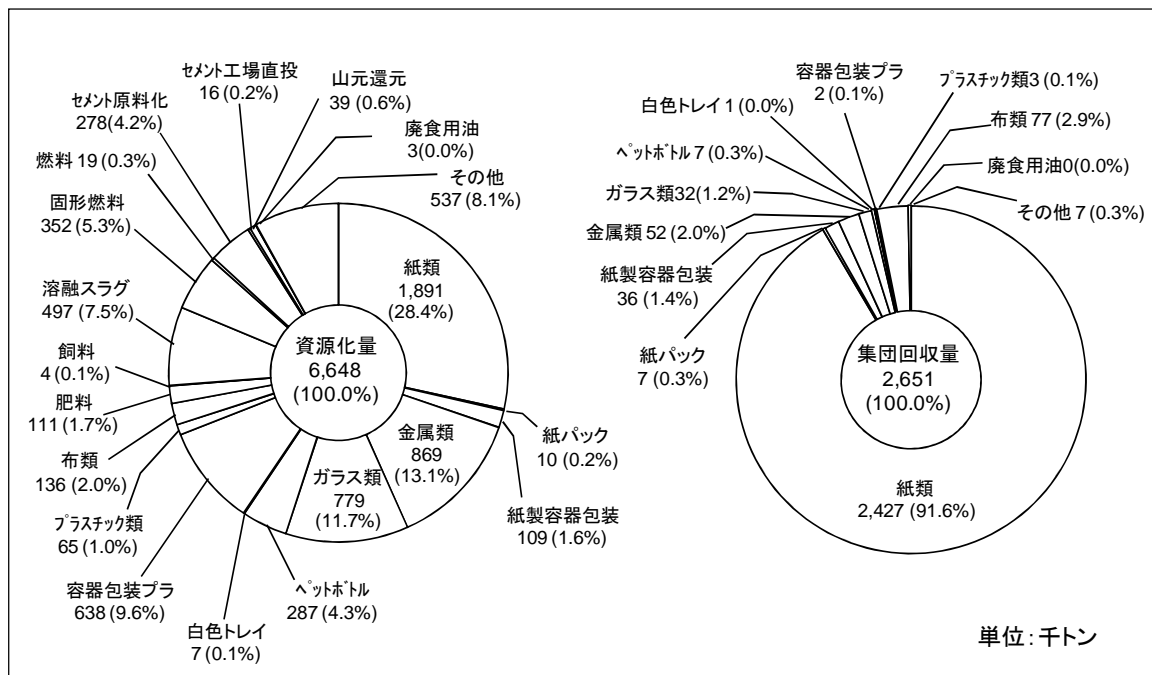 セメント工場直投
16 (0.2%)
山元還元
39 (0.6%)
セメント原料化
278(4.2%)
廃食用油
3(0.0%)
燃料 19 (0.3%)
その他
537 (8.1%)
固形燃料
352 (5.3%)
溶融スラグ
497 (7.5%)
飼料
4 (0.1%)
肥料
111 (1.7%)
布類
136 (2.0%)
プラスチック類
65 (1.0%)
容器包装プラ
638 (9.6%)
白色トレイ
7 (0.1%)
ペットボトル
287 (4.3%)
ガラス類
779
(11.7%)
金属類
869
(13.1%)
紙製容器包装
109 (1.6%)
紙パック
10 (0.2%)
紙類
1,891
(28.4%)
資源化量
6,648
(100.0%)
容器包装プラ
2 (0.1%)
プラスチック類3 (0.1%)
白色トレイ 1 (0.0%)
布類 77 (2.9%)
ペットボトル 7 (0.3%)
廃食用油0(0.0%)
ガラス類32(1.2%)
その他 7 (0.3%)
金属類 52 (2.0%)
紙製容器包装
36 (1.4%)
紙パック
7 (0.3%)
集団回収量
2,651
(100.0%)
紙類
2,427 (91.6%)
単位：千トン